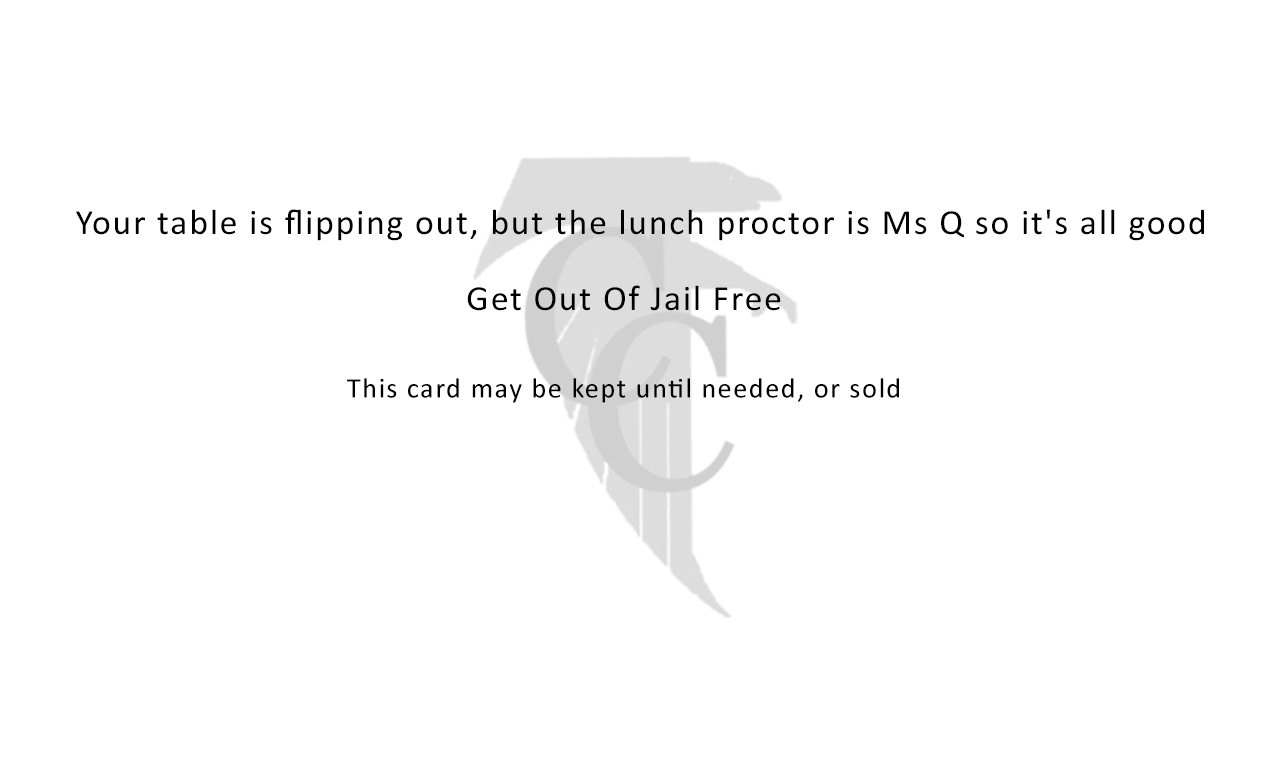 Your table is flipping out, but the lunch proctor is Ms Q so it's all good
Get Out Of Jail Free
This card may be kept until needed, or sold
CC